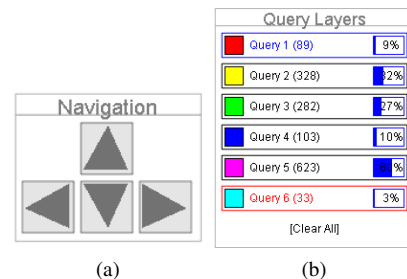 Navigation
(a)
Query Layers
Query 1 (89) 9%
Query 2 (328) 32%
Query 3 (282) 27%
Query 4 (103) 10%
Query 5 (623)
Query 6 (33) 3%
[Clear All]
(b)